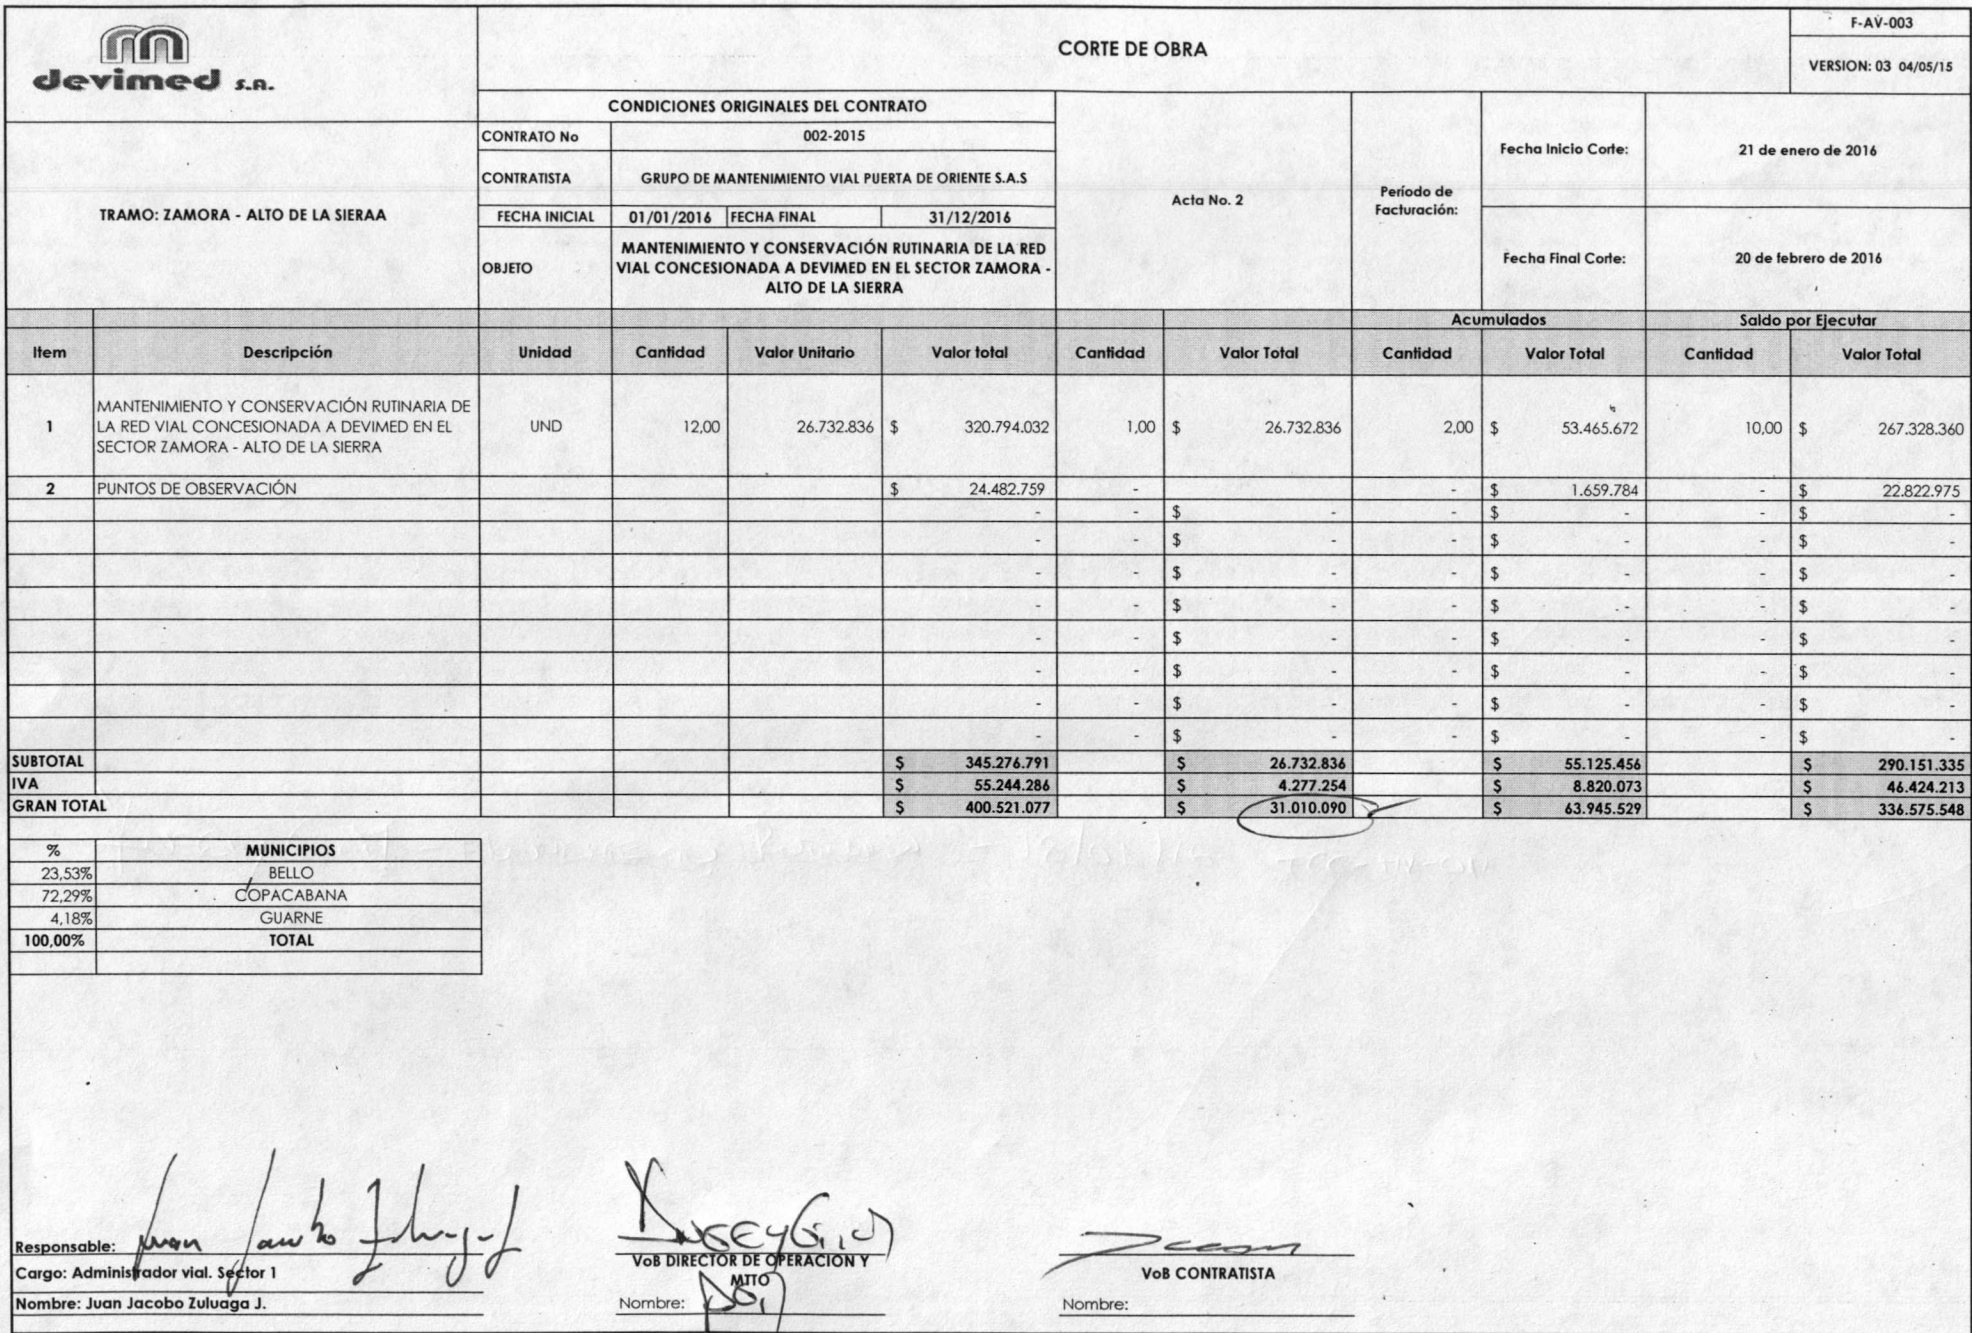 devimed s.a.
CORTE DE OBRA
F-AV-003
VERSION: 03 04/05/15
TRAMO: ZAMORA - ALTO DE LA SIERAA
CONDICIONES ORIGINALES DEL CONTRATO
CONTRATO No 002-2015
CONTRATISTA GRUPO DE MANTENIMIENTO VIAL PUERTA DE ORIENTE S.A.S
FECHA INICIAL 01/01/2016 FECHA FINAL 31/12/2016
OBJETO MANTENIMIENTO Y CONSERVACIÓN RUTINARIA DE LA RED
VIAL CONCESIONADA A DEVIMED EN EL SECTOR ZAMORA -
ALTO DE LA SIERRA
Acta No. 2
Período de
Facturación:
Fecha Inicio Corte: 21 de enero de 2016
Fecha Final Corte: 20 de febrero de 2016
Acumulados Saldo por Ejecutar
Item Descripción Unidad Cantidad Valor Unitario Valor total Cantidad Valor Total Cantidad Valor Total Cantidad Valor Total
MANTENIMIENTO Y CONSERVACIÓN RUTINARIA DE
1 LA RED VIAL CONCESIONADA A DEVIMED EN EL UND 12,00 26.732.836 $ 320.794.032 1,00 $ 26.732.836 2,00 $ 53.465.672 10,00 $ 267.328.360
SECTOR ZAMORA - ALTO DE LA SIERRA
2 PUNTOS DE OBSERVACIÓN $ 24.482.759 - - $ 1.659.784 - $ 22.822.975
- - $ - - $ - - $ -
- - $ - - $ - - $ -
- - $ - - $ - - $ -
- - $ - - $ - - $ -
- - $ - - $ - - $ -
- - $ - - $ - - $ -
- - $ - - $ - - $ -
- - $ - - $ - - $ -
SUBTOTAL $ 345.276.791 $ 26.732.836 $ 55.125.456 $ 290.151.335
IVA $ 55.244.286 $ 4.277.254 $ 8.820.073 $ 46.424.213
GRAN TOTAL $ 400.521.077 $ 31.010.090 $ 63.945.529 $ 336.575.548
% MUNICIPIOS
23,53% BELLO
72,29% COPACABANA
4,18% GUARNE
100,00% TOTAL
Responsable: Juan Jacobo Zuluaga J
Cargo: Administrador vial. Sector 1
Nombre: Juan Jacobo Zuluaga J.
VoB DIRECTOR DE OPERACION Y
MTTO
Nombre:
VoB CONTRATISTA
Nombre: